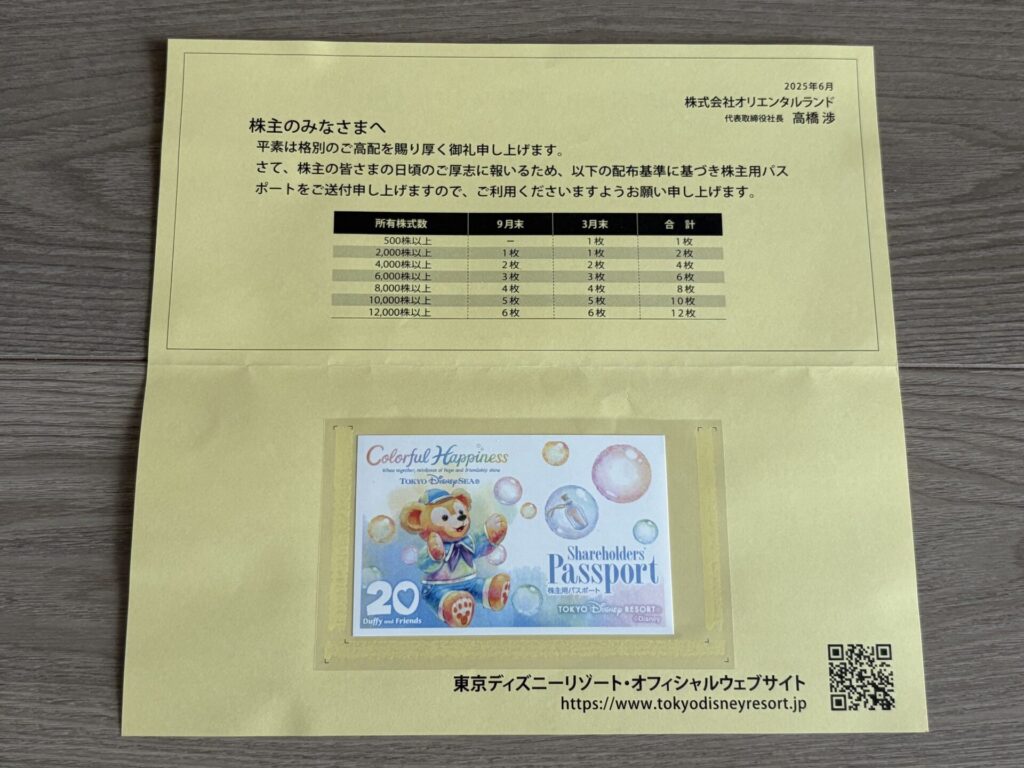 2025年6月
株式会社オリエンタルランド
代表取締役社長 高橋 渉
株主のみなさまへ
平素は格別のご高配を賜り厚く御礼申し上げます。
さて、株主の皆さまの日頃のご厚志に報いるため、以下の配布基準に基づき株主用パス
ポートをご送付申し上げますので、ご利用くださいますようお願い申し上げます。
所有株式数 9月末 3月末 合 計
500株以上 － 1枚 1枚
2,000株以上 1枚 1枚 2枚
4,000株以上 2枚 2枚 4枚
6,000株以上 3枚 3枚 6枚
8,000株以上 4枚 4枚 8枚
10,000株以上 5枚 5枚 10枚
12,000株以上 6枚 6枚 12枚
Colorful Happiness
When together, rainbows of hope and friendship shine
TOKYO DisneySEA®
Shareholders'
Passport
株主用パスポート
20
Duffy and Friends
TOKYO Disney RESORT
©Disney
東京ディズニーリゾート・オフィシャルウェブサイト
https://www.tokyodisneyresort.jp